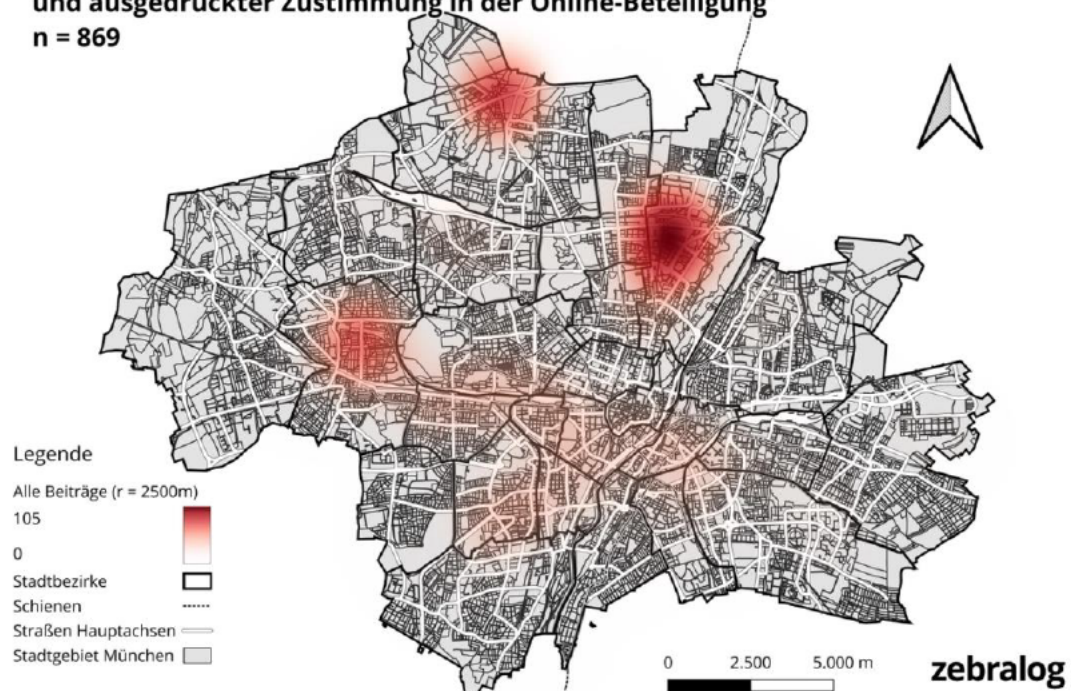 und ausgedrückter Zustimmung in der Online-Beteiligung
n = 869
Legende
Alle Beiträge (r = 2500m)
105
0
Stadtbezirke
Schienen
Straßen Hauptachsen
Stadtgebiet München
0 2.500 5.000 m
zebralog